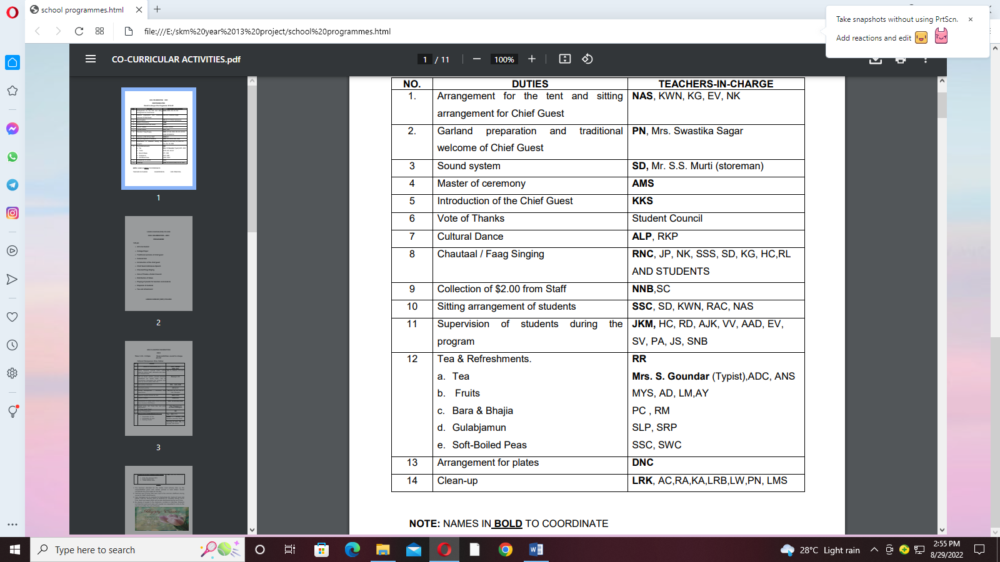 school programmes.html
file:///E:/skm%20year%2013%20project/school%20programmes.html
Take snapshots without using PrtScn.
Add reactions and edit
CO-CURRICULAR ACTIVITIES.pdf
1 / 11
100%
1
2
3
NO. DUTIES TEACHERS-IN-CHARGE
1. Arrangement for the tent and sitting NAS, KWN, KG, EV, NK
arrangement for Chief Guest
2. Garland preparation and traditional PN, Mrs. Swastika Sagar
welcome of Chief Guest
3 Sound system SD, Mr. S.S. Murti (storeman)
4 Master of ceremony AMS
5 Introduction of the Chief Guest KKS
6 Vote of Thanks Student Council
7 Cultural Dance ALP, RKP
8 Chautaal / Faag Singing RNC, JP, NK, SSS, SD, KG, HC,RL
AND STUDENTS
9 Collection of $2.00 from Staff NNB,SC
10 Sitting arrangement of students SSC, SD, KWN, RAC, NAS
11 Supervision of students during the JKM, HC, RD, AJK, VV, AAD, EV,
program SV, PA, JS, SNB
12 Tea & Refreshments. RR
a. Tea Mrs. S. Goundar (Typist),ADC, ANS
b. Fruits MYS, AD, LM,AY
c. Bara & Bhajia PC , RM
d. Gulabjamun SLP, SRP
e. Soft-Boiled Peas SSC, SWC
13 Arrangement for plates DNC
14 Clean-up LRK, AC,RA,KA,LRB,LW,PN, LMS
NOTE: NAMES IN BOLD TO COORDINATE
Type here to search
28°C Light rain
2:55 PM
8/29/2022